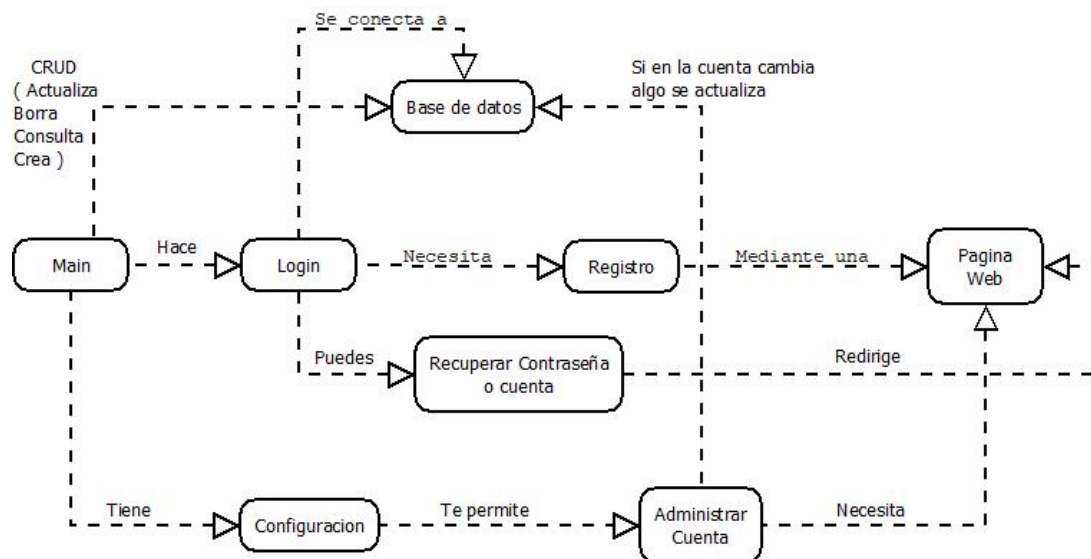 Se conecta a
CRUD
( Actualiza
Borra
Consulta
Crea )
Base de datos
Si en la cuenta cambia
algo se actualiza
Main
Hace
Login
Necesita
Registro
Mediante una
Pagina
Web
Puedes
Recuperar Contraseña
o cuenta
Redirige
Tiene
Configuracion
Te permite
Administrar
Cuenta
Necesita